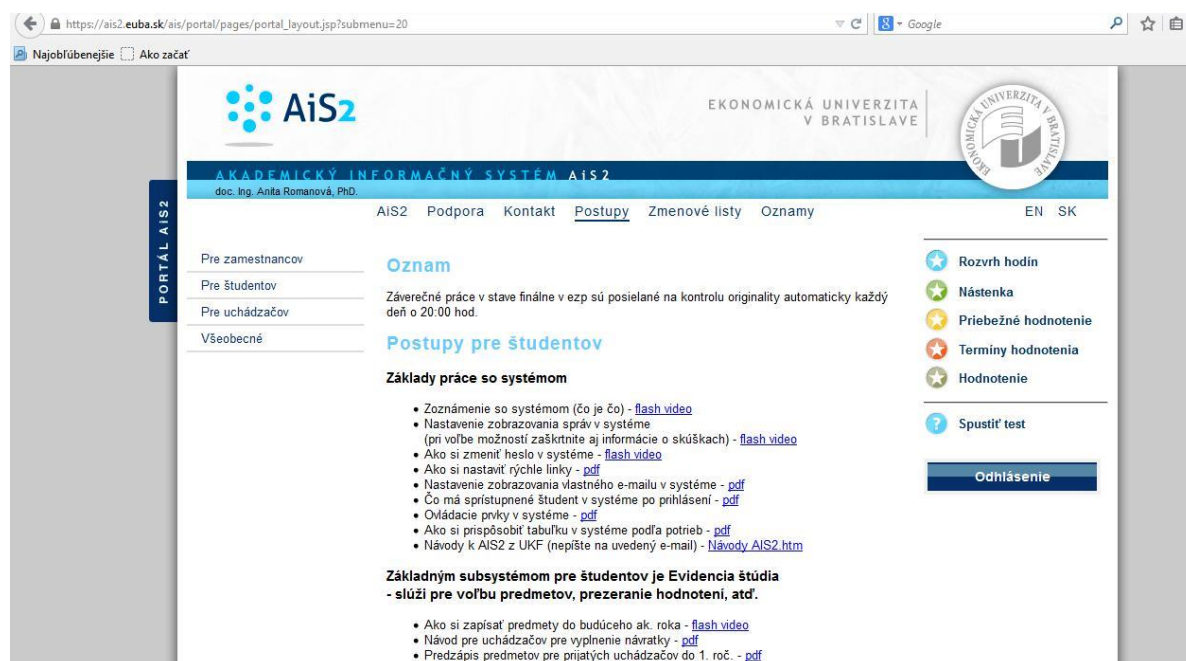 https://ais2.euba.sk/ais/portal/pages/portal_layout.jsp?submenu=20
Google
Najobľúbenejšie
Ako začať
AiS2
EKONOMICKÁ UNIVERZITA
V BRATISLAVE
EKONOMICKÁ UNIVERZITA V BRATISLAVE
AKADEMICKÝ INFORMAČNÝ SYSTÉM AiS2
doc. Ing. Anita Romanová, PhD.
PORTÁL AiS2
AiS2 Podpora Kontakt Postupy Zmenové listy Oznamy
EN SK
Pre zamestnancov
Pre študentov
Pre uchádzačov
Všeobecné
Oznam
Záverečné práce v stave finálne v ezp sú posielané na kontrolu originality automaticky každý
deň o 20:00 hod.
Postupy pre študentov
Základy práce so systémom
• Zoznámenie so systémom (čo je čo) - flash video
• Nastavenie zobrazovania správ v systéme
(pri voľbe možností zaškrtnite aj informácie o skúškach) - flash video
• Ako si zmeniť heslo v systéme - flash video
• Ako si nastaviť rýchle linky - pdf
• Nastavenie zobrazovania vlastného e-mailu v systéme - pdf
• Čo má sprístupnené študent v systéme po prihlásení - pdf
• Ovládacie prvky v systéme - pdf
• Ako si prispôsobiť tabuľku v systéme podľa potrieb - pdf
• Návody k AIS2 z UKF (nepíšte na uvedený e-mail) - Návody_AIS2.htm
Základným subsystémom pre študentov je Evidencia štúdia
- slúži pre voľbu predmetov, prezeranie hodnotení, atď.
• Ako si zapísať predmety do budúceho ak. roka - flash video
• Návod pre uchádzačov pre vyplnenie návratky - pdf
• Predzápis predmetov pre prijatých uchádzačov do 1. roč. - pdf
Rozvrh hodín
Nástenka
Priebežné hodnotenie
Termíny hodnotenia
Hodnotenie
Spustiť test
Odhlásenie